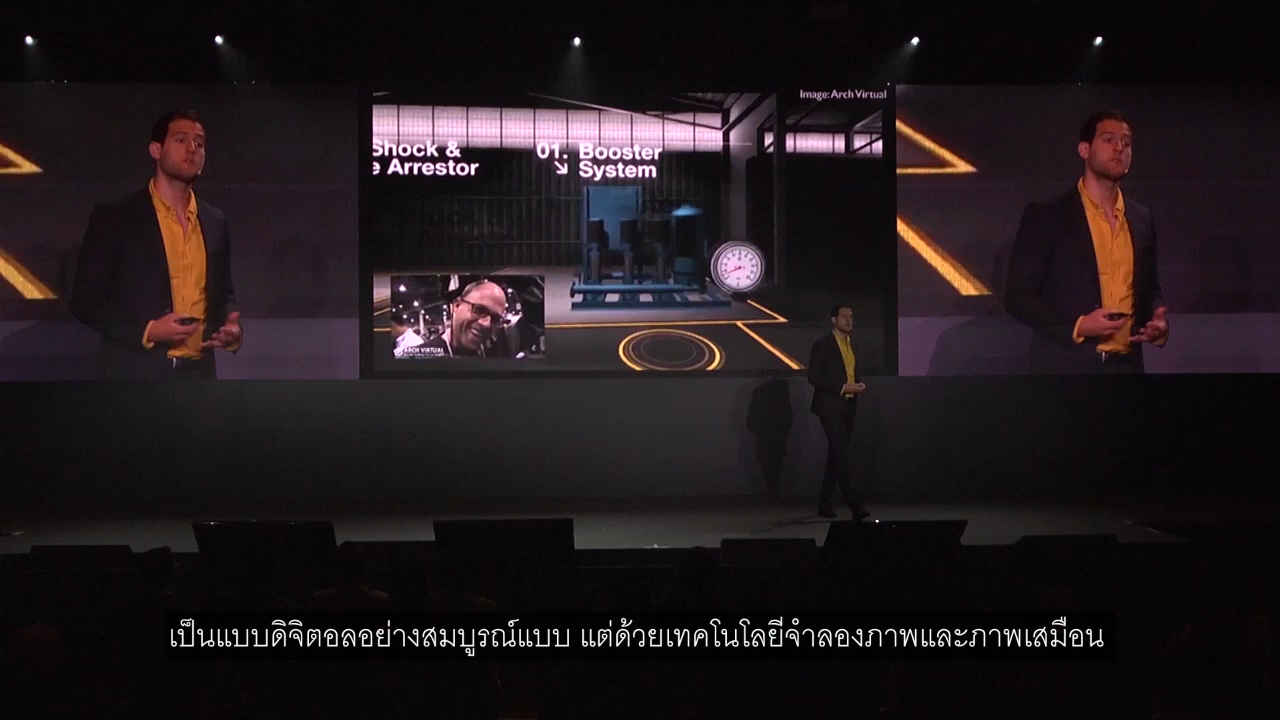 Image: Arch Virtual
Shock &
e Arrestor
01. Booster
↘ System
ARCH VIRTUAL
เป็นแบบดิจิตอลอย่างสมบูรณ์แบบ แต่ด้วยเทคโนโลยีจำลองภาพและภาพเสมือน